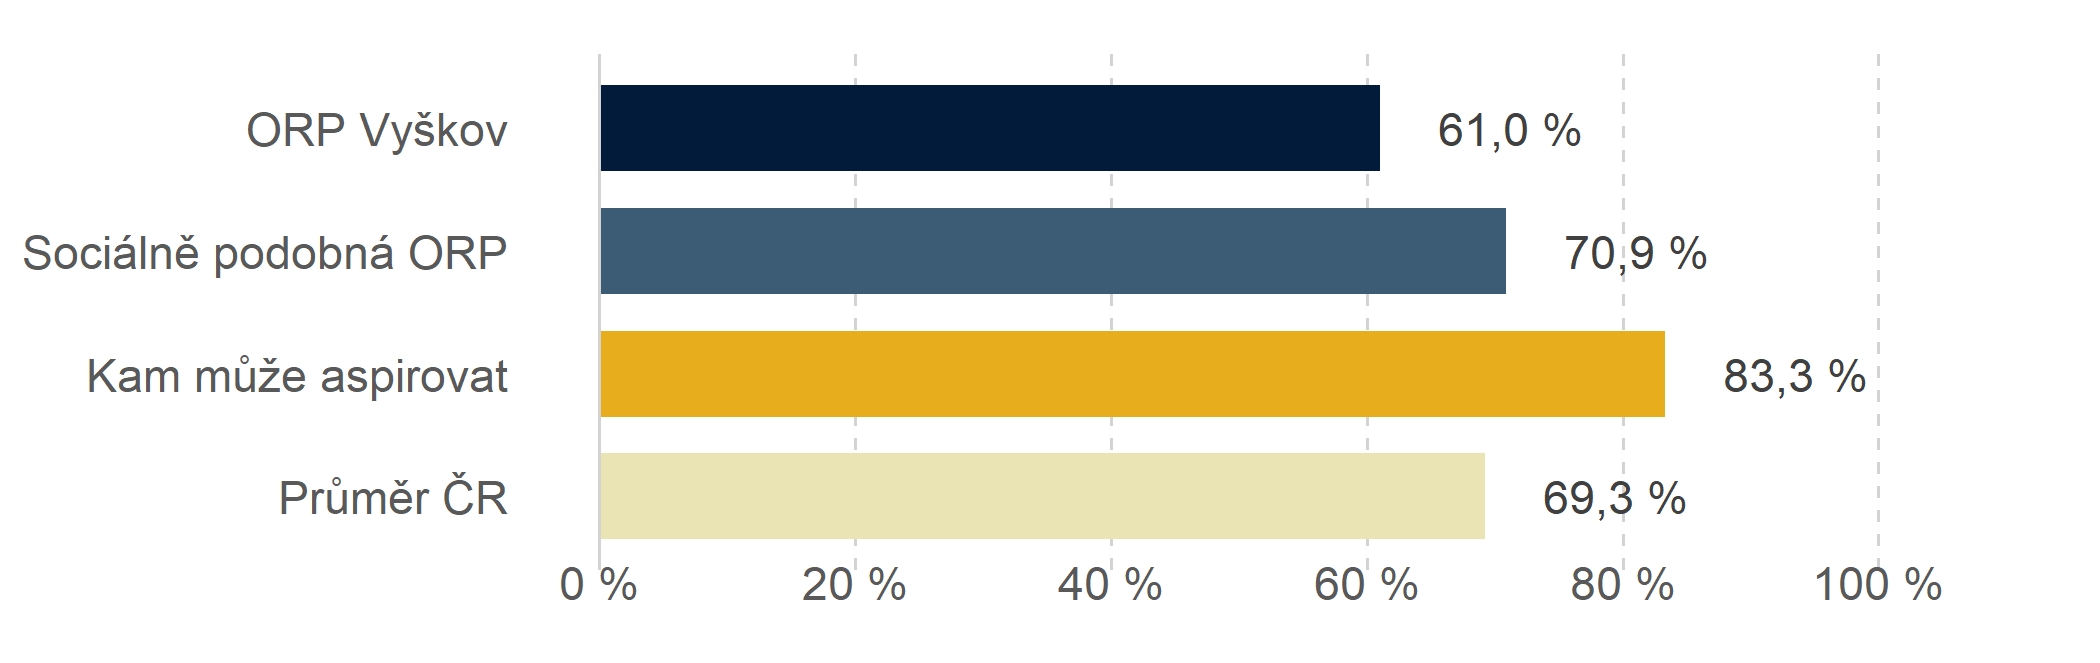 ORP Vyškov
61,0 %
Sociálně podobná ORP
70,9 %
Kam může aspirovat
83,3 %
Průměr ČR
69,3 %
0 %
20 %
40 %
60 %
80 %
100 %